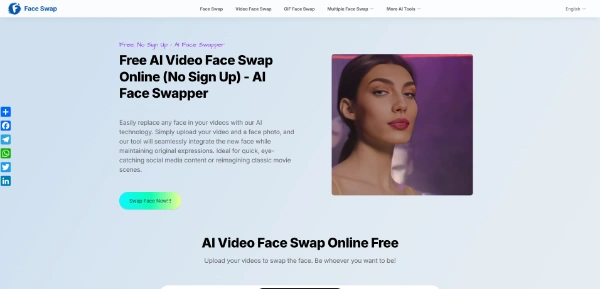 Face Swap
Face Swap Video Face Swap GIF Face Swap Multiple Face Swap More AI Tools
English
Free, No Sign Up - AI Face Swapper
Free AI Video Face Swap
Online (No Sign Up) - AI
Face Swapper
Easily replace any face in your videos with our AI
technology. Simply upload your video and a face photo, and
our tool will seamlessly integrate the new face while
maintaining original expressions. Ideal for quick, eye-
catching social media content or reimagining classic movie
scenes.
Swap Face Now!!
AI Video Face Swap Online Free
Upload your videos to swap the face. Be whoever you want to be!